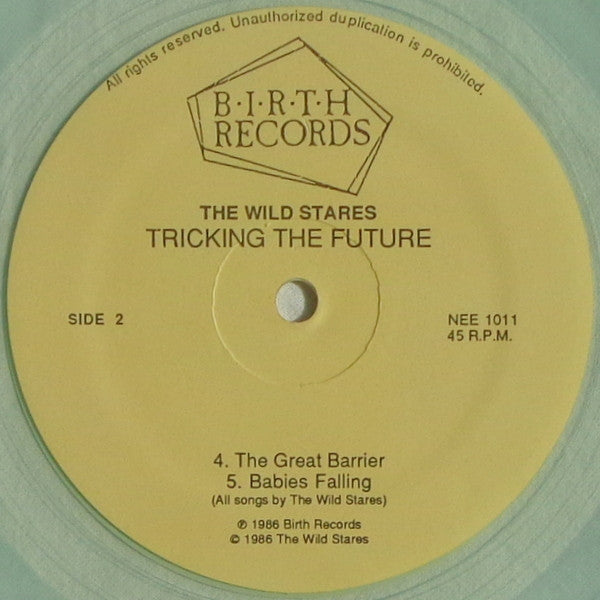 All rights reserved. Unauthorized duplication is prohibited.
B·I·R·T·H
RECORDS
THE WILD STARES
TRICKING THE FUTURE
SIDE 2
NEE 1011
45 R.P.M.
4. The Great Barrier
5. Babies Falling
(All songs by The Wild Stares)
℗ 1986 Birth Records
© 1986 The Wild Stares